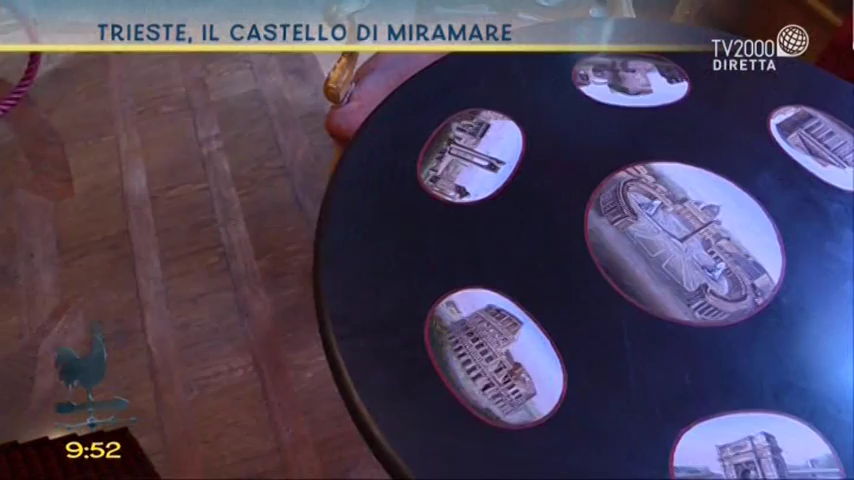 TRIESTE, IL CASTELLO DI MIRAMARE
TV2000
DIRETTA
9:52